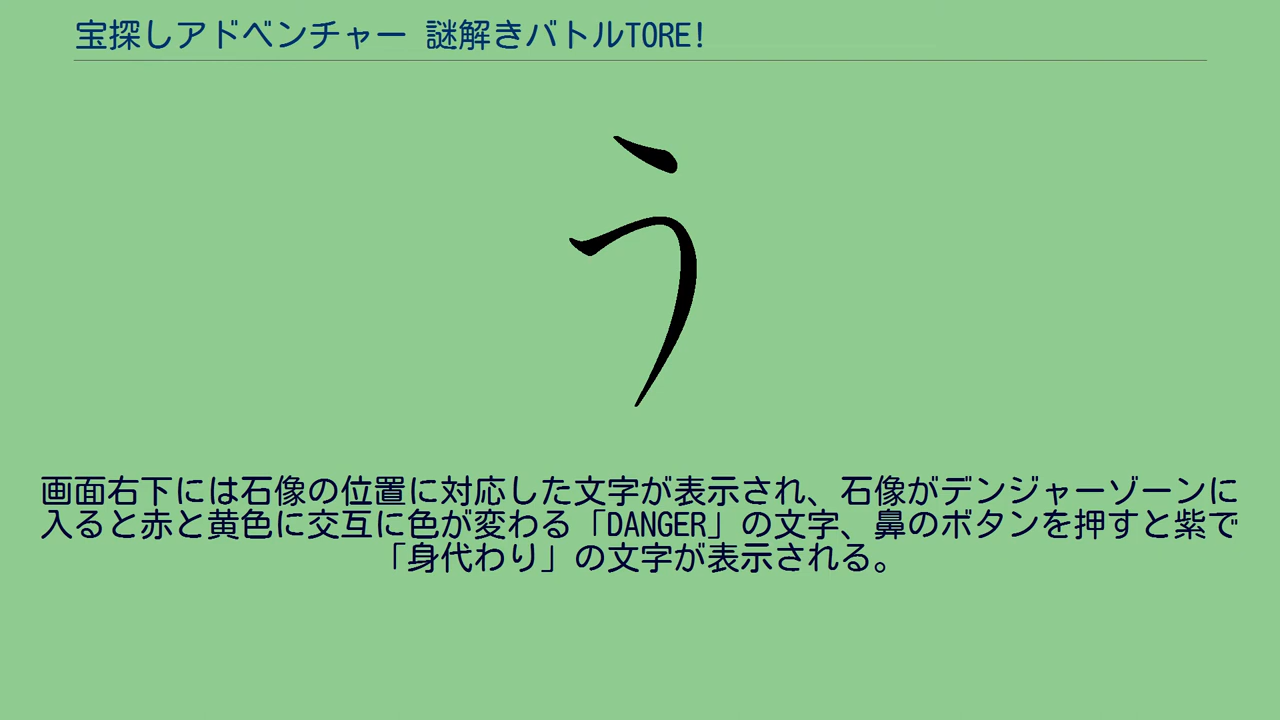 宝探しアドベンチャー 謎解きバトルTORE!
う
画面右下には石像の位置に対応した文字が表示され、石像がデンジャーゾーンに
入ると赤と黄色に交互に色が変わる「DANGER」の文字、鼻のボタンを押すと紫で
「身代わり」の文字が表示される。